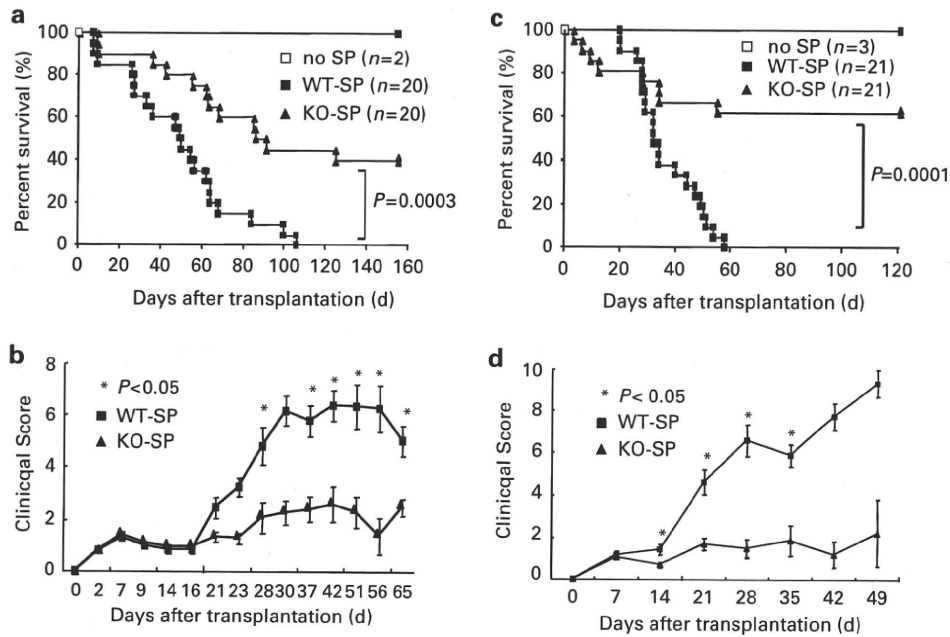 a
100
80
60
40
20
0
Percent survival (%)
no SP (n=2)
WT-SP (n=20)
KO-SP (n=20)
P=0.0003
0 20 40 60 80 100 120 140 160
Days after transplantation (d)
c
100
80
60
40
20
0
Percent survival (%)
no SP (n=3)
WT-SP (n=21)
KO-SP (n=21)
P=0.0001
0 20 40 60 80 120
Days after transplantation (d)
b
8
6
4
2
0
Clinicqal Score
* P<0.05
WT-SP
KO-SP
* * * * * *
0 2 7 9 14 16 21 23 28 30 37 42 51 56 65
Days after transplantation (d)
d
10
8
6
4
2
0
Clinicqal Score
* P< 0.05
WT-SP
KO-SP
* * * *
0 7 14 21 28 35 42 49
Days after transplantation (d)